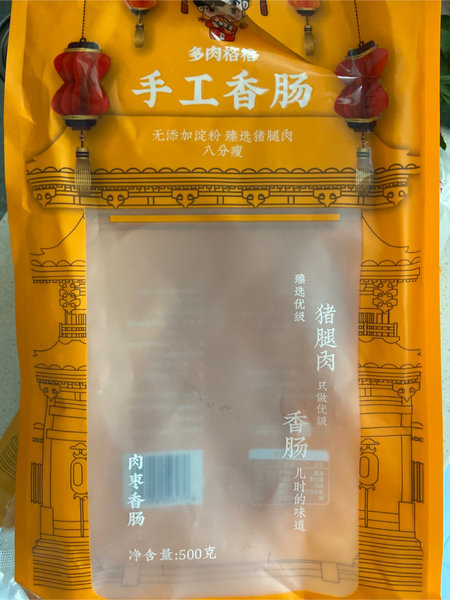 多肉格格
手工香肠
无添加淀粉 臻选猪腿肉
八分瘦
臻选优级
猪腿肉
只做优级
香肠
儿时的味道
肉枣香肠
净含量:500克